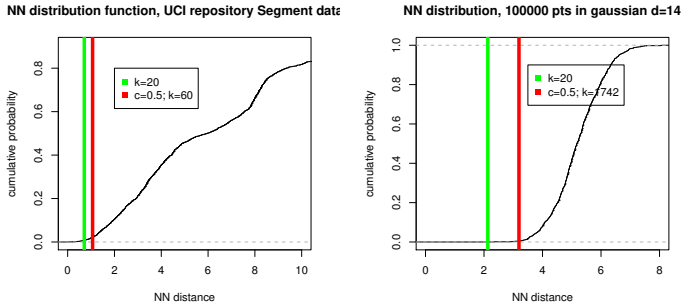 NN distribution function, UCI repository Segment data
cumulative probability
0.0
0.2
0.4
0.6
0.8
k=20
c=0.5; k=60
0
2
4
6
8
10
NN distance
NN distribution, 100000 pts in gaussian d=14
cumulative probability
0.0
0.2
0.4
0.6
0.8
1.0
k=20
c=0.5; k=1742
0
2
4
6
8
NN distance